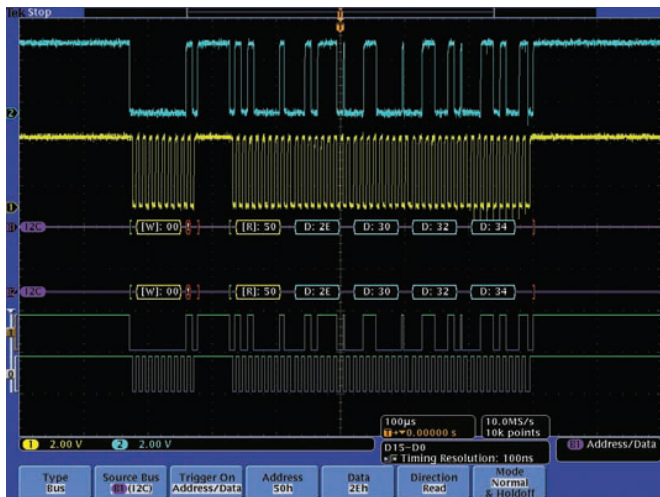 Tek Stop
T
2
1
B1 I2C [W]: 00 ! [R]: 50 D: 2E D: 30 D: 32 D: 34
B2 I2C [W]: 00 ! [R]: 50 D: 2E D: 30 D: 32 D: 34
1
0
100µs 10.0MS/s
T→▼0.00000 s 10k points
1 2.00 V 2 2.00 V D15-D0 B1 Address/Data
Timing Resolution: 100ns
Type Source Bus Trigger On Address Data Direction Mode
Bus B1 (I2C) Address/Data 50h 2Eh Read Normal
& Holdoff